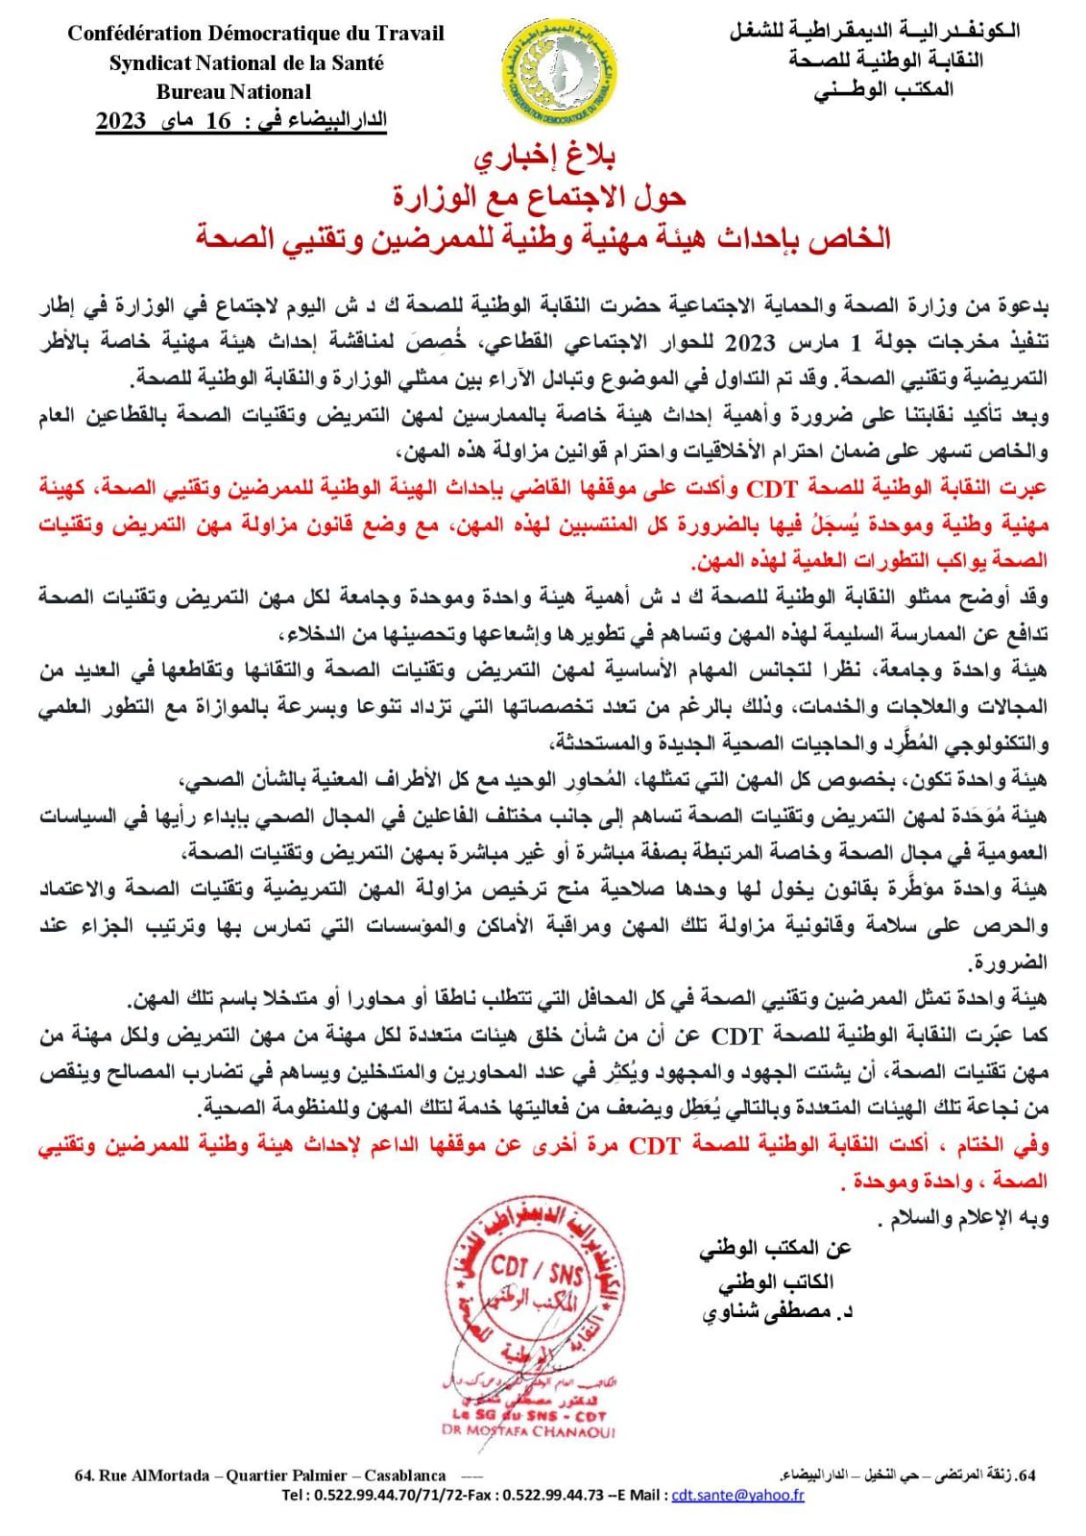 Confédération Démocratique du Travail
Syndicat National de la Santé
Bureau National
الدارالبيضاء في : 16 ماي 2023
الكونفدرالية الديمقراطية للشغل
النقابة الوطنية للصحة
المكتب الوطني
بلاغ إخباري
حول الاجتماع مع الوزارة
الخاص بإحداث هيئة مهنية وطنية للممرضين وتقنيي الصحة
بدعوة من وزارة الصحة والحماية الاجتماعية حضرت النقابة الوطنية للصحة ك د ش اليوم لاجتماع في الوزارة في إطار
تنفيذ مخرجات جولة 1 مارس 2023 للحوار الاجتماعي القطاعي، خُصِصَ لمناقشة إحداث هيئة مهنية خاصة بالأطر
التمريضية وتقنيي الصحة. وقد تم التداول في الموضوع وتبادل الآراء بين ممثلي الوزارة والنقابة الوطنية للصحة.
وبعد تأكيد نقابتنا على ضرورة وأهمية إحداث هيئة خاصة بالممارسين لمهن التمريض وتقنيات الصحة بالقطاعين العام
والخاص تسهر على ضمان احترام الأخلاقيات واحترام قوانين مزاولة هذه المهن،
عبرت النقابة الوطنية للصحة CDT وأكدت على موقفها القاضي بإحداث الهيئة الوطنية للممرضين وتقنيي الصحة، كهيئة
مهنية وطنية وموحدة يُسجَلُ فيها بالضرورة كل المنتسبين لهذه المهن، مع وضع قانون مزاولة مهن التمريض وتقنيات
الصحة يواكب التطورات العلمية لهذه المهن.
وقد أوضح ممثلو النقابة الوطنية للصحة ك د ش أهمية هيئة واحدة وموحدة وجامعة لكل مهن التمريض وتقنيات الصحة
تدافع عن الممارسة السليمة لهذه المهن وتساهم في تطويرها وإشعاعها وتحصينها من الدخلاء،
هيئة واحدة وجامعة، نظرا لتجانس المهام الأساسية لمهن التمريض وتقنيات الصحة والتقائها وتقاطعها في العديد من
المجالات والعلاجات والخدمات، وذلك بالرغم من تعدد تخصصاتها التي تزداد تنوعا وبسرعة بالموازاة مع التطور العلمي
والتكنولوجي المُطَّرِد والحاجيات الصحية الجديدة والمستحدثة،
هيئة واحدة تكون، بخصوص كل المهن التي تمثلها، المُحاوِر الوحيد مع كل الأطراف المعنية بالشأن الصحي،
هيئة مُوَحَدة لمهن التمريض وتقنيات الصحة تساهم إلى جانب مختلف الفاعلين في المجال الصحي بإبداء رأيها في السياسات
العمومية في مجال الصحة وخاصة المرتبطة بصفة مباشرة أو غير مباشرة بمهن التمريض وتقنيات الصحة،
هيئة واحدة مؤطَّرة بقانون يخول لها وحدها صلاحية منح ترخيص مزاولة المهن التمريضية وتقنيات الصحة والاعتماد
والحرص على سلامة وقانونية مزاولة تلك المهن ومراقبة الأماكن والمؤسسات التي تمارس بها وترتيب الجزاء عند
الضرورة.
هيئة واحدة تمثل الممرضين وتقنيي الصحة في كل المحافل التي تتطلب ناطقا أو محاورا أو متدخلا باسم تلك المهن.
كما عبّرت النقابة الوطنية للصحة CDT عن أن من شأن خلق هيئات متعددة لكل مهنة من مهن التمريض ولكل مهنة من
مهن تقنيات الصحة، أن يشتت الجهود والمجهود ويُكثِر في عدد المحاورين والمتدخلين ويساهم في تضارب المصالح وينقص
من نجاعة تلك الهيئات المتعددة وبالتالي يُعَطِل ويضعف من فعاليتها خدمة لتلك المهن وللمنظومة الصحية.
وفي الختام ، أكدت النقابة الوطنية للصحة CDT مرة أخرى عن موقفها الداعم لإحداث هيئة وطنية للممرضين وتقنيي
الصحة ، واحدة وموحدة .
وبه الإعلام والسلام .
عن المكتب الوطني
الكاتب الوطني
د. مصطفى شناوي
الكونفدرالية الديمقراطية للشغل
CDT / SNS
المكتب الوطني
النقابة الوطنية للصحة
الدكتور مصطفى شناوي
Le SG du SNS - CDT
DR MOSTAFA CHANAOUI
64. Rue AlMortada – Quartier Palmier – Casablanca
64. زنقة المرتضى – حي النخيل – الدارالبيضاء.
Tel : 0.522.99.44.70/71/72-Fax : 0.522.99.44.73 --E Mail : cdt.sante@yahoo.fr